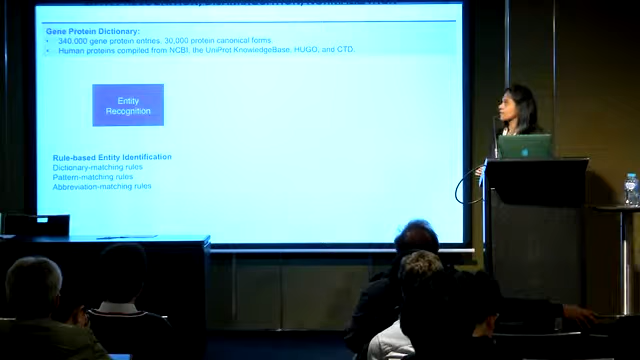 Gene Protein Dictionary:
• 340,000 gene protein entries, 30,000 protein canonical forms.
• Human proteins compiled from NCBI, the UniProt KnowledgeBase, HUGO, and CTD.
Entity
Recognition
Rule-based Entity Identification
Dictionary-matching rules
Pattern-matching rules
Abbreviation-matching rules